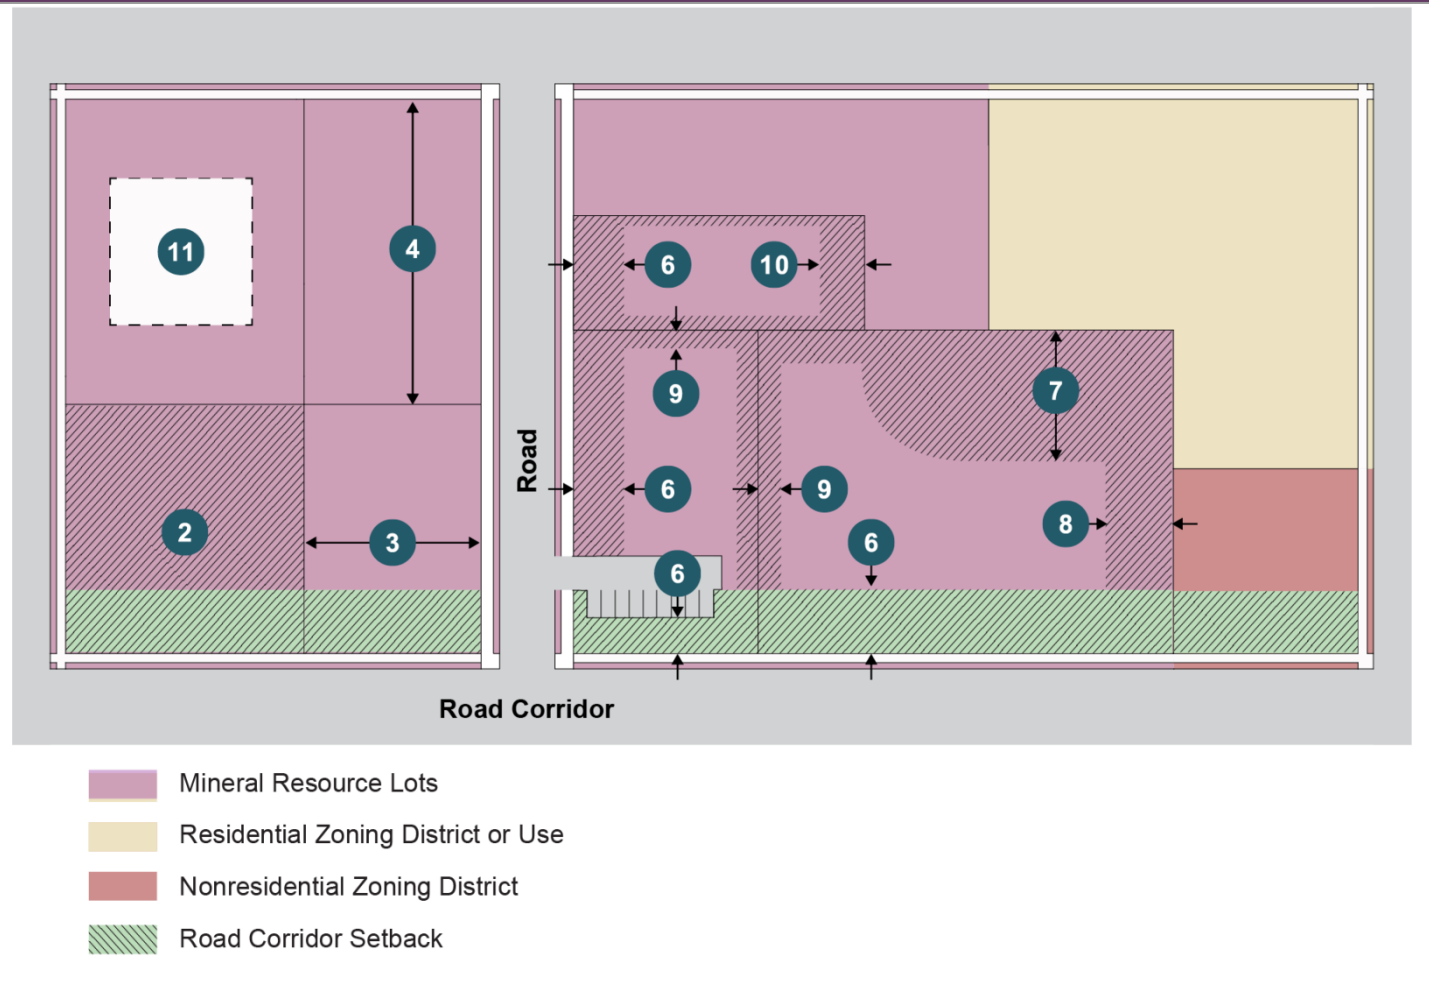 11
4
6
10
9
7
Road
6
9
8
2
3
6
6
Road Corridor
Mineral Resource Lots
Residential Zoning District or Use
Nonresidential Zoning District
Road Corridor Setback